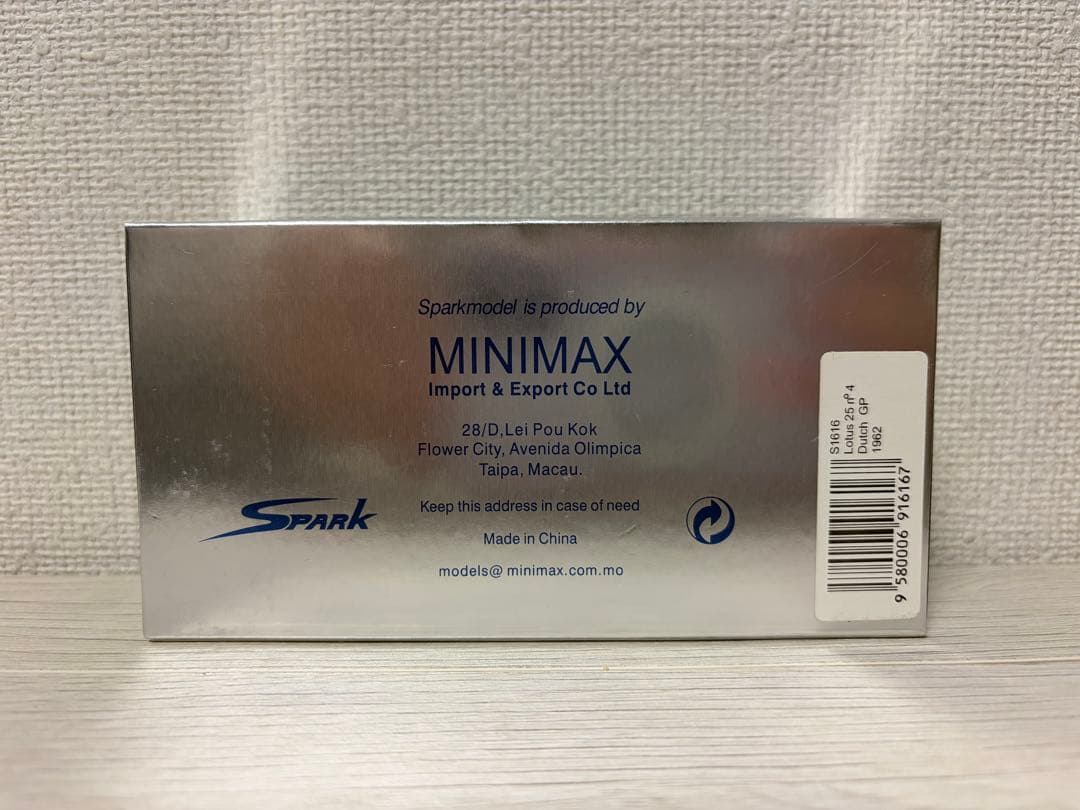 Sparkmodel is produced by
MINIMAX
Import & Export Co Ltd
28/D,Lei Pou Kok
Flower City, Avenida Olimpica
Taipa, Macau.
SPARK
Keep this address in case of need
Made in China
models@ minimax.com.mo
S1616
Lotus 25 nº 4
Dutch GP
1962
9 580006 916167